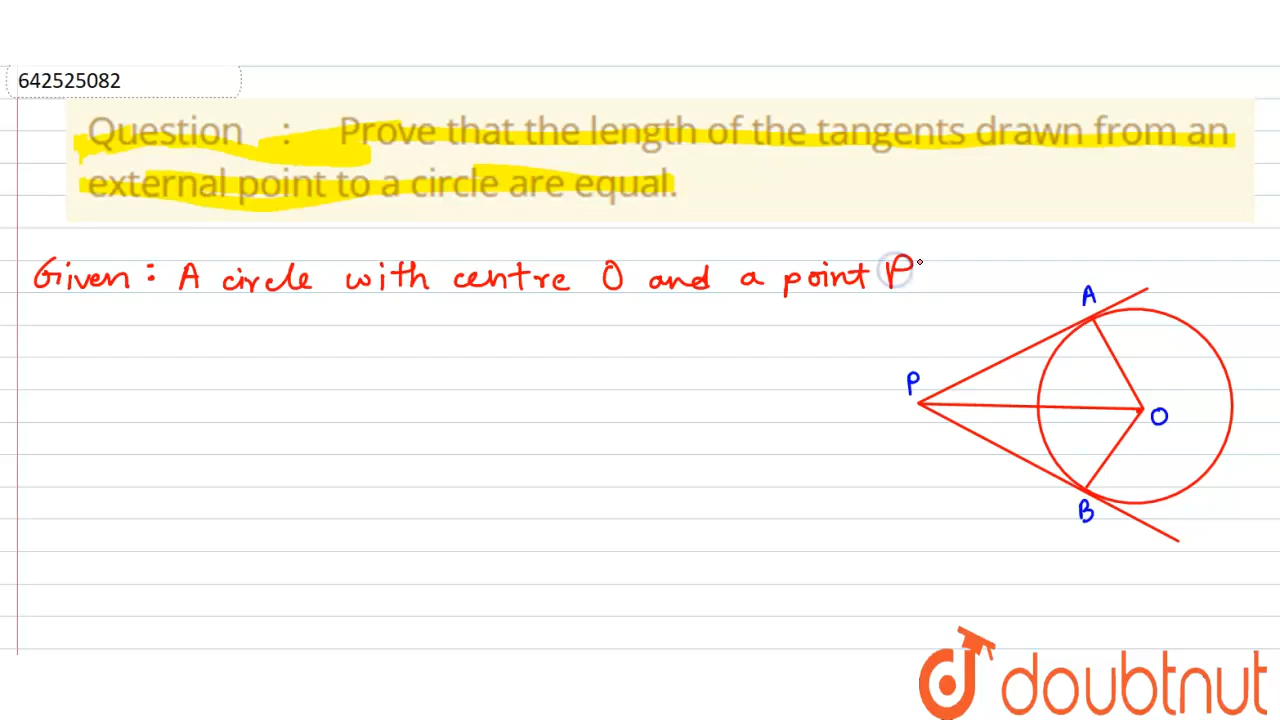 642525082
Question : Prove that the length of the tangents drawn from an
external point to a circle are equal.
Given : A circle with centre O and a point P
A
P
O
B
doubtnut